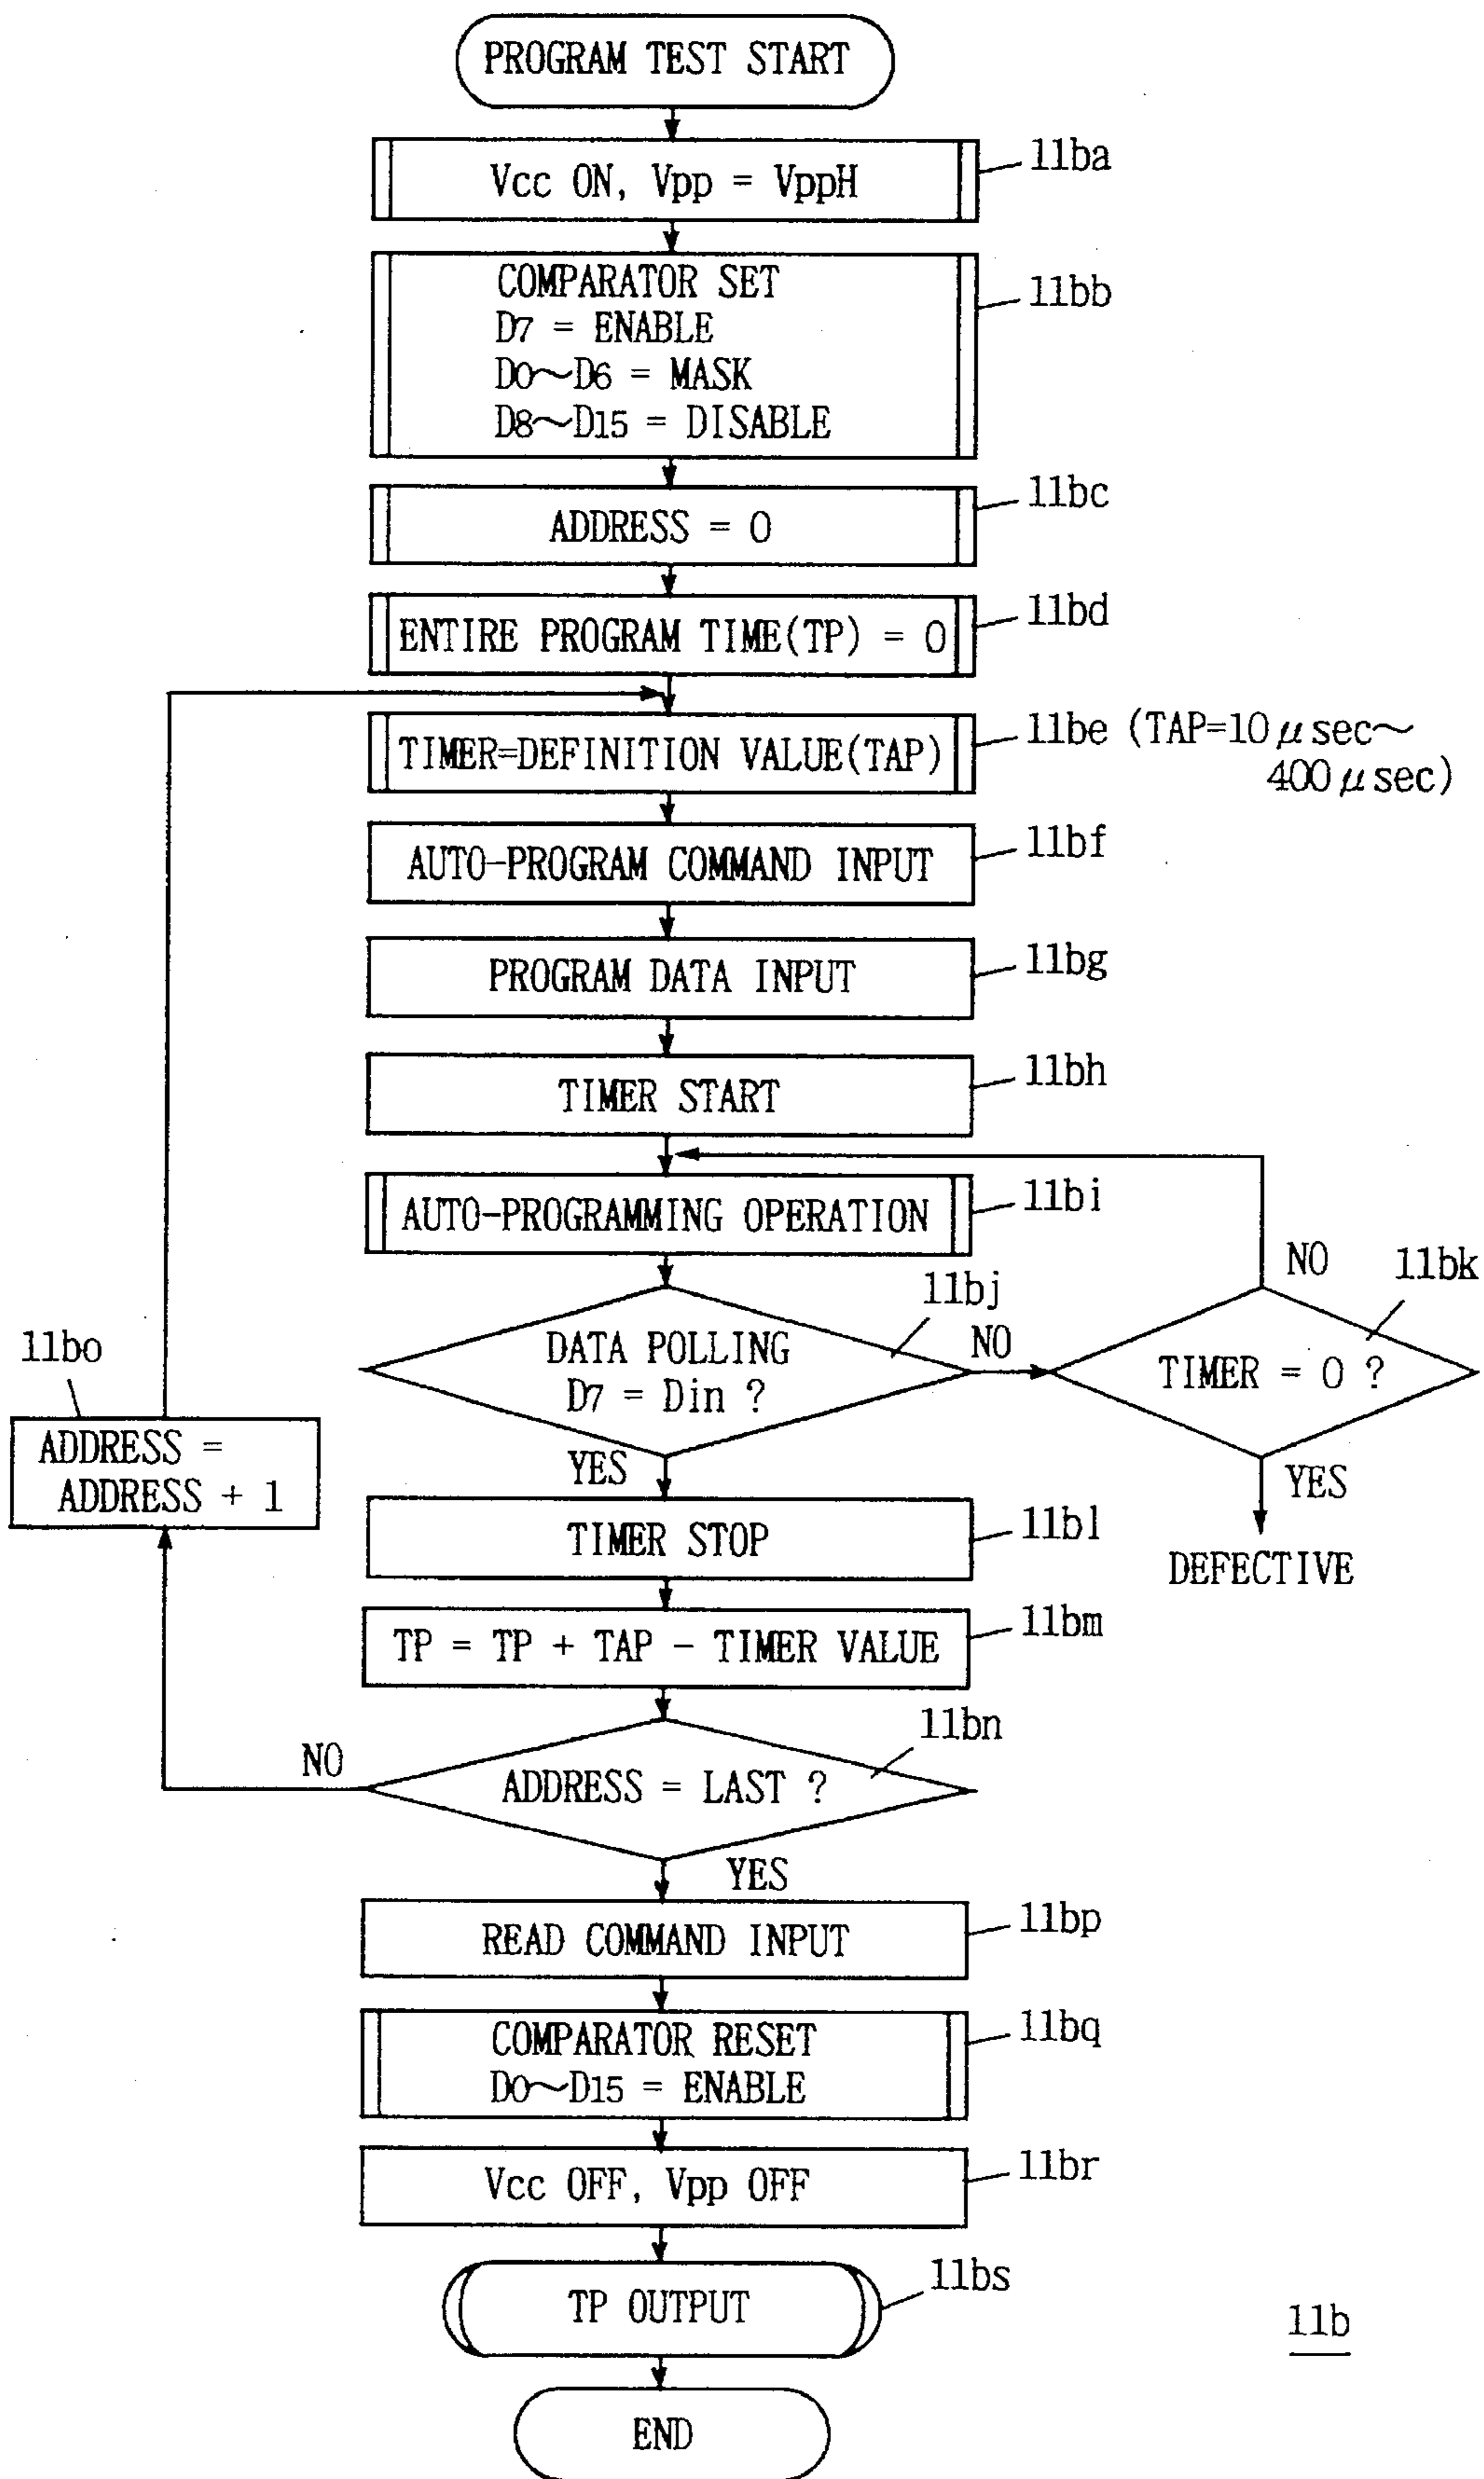 PROGRAM TEST START
Vcc ON, Vpp = VppH
11ba
COMPARATOR SET
D7 = ENABLE
D0~D6 = MASK
D8~D15 = DISABLE
11bb
ADDRESS = 0
11bc
ENTIRE PROGRAM TIME(TP) = 0
11bd
TIMER=DEFINITION VALUE(TAP)
11be (TAP=10 μsec~
400 μsec)
AUTO-PROGRAM COMMAND INPUT
11bf
PROGRAM DATA INPUT
11bg
TIMER START
11bh
AUTO-PROGRAMMING OPERATION
11bi
DATA POLLING
D7 = Din ?
11bj
NO
TIMER = 0 ?
11bk
NO
YES
DEFECTIVE
YES
TIMER STOP
11bl
TP = TP + TAP - TIMER VALUE
11bm
ADDRESS = LAST ?
11bn
NO
11bo
ADDRESS =
ADDRESS + 1
YES
READ COMMAND INPUT
11bp
COMPARATOR RESET
D0~D15 = ENABLE
11bq
Vcc OFF, Vpp OFF
11br
TP OUTPUT
11bs
END
11b